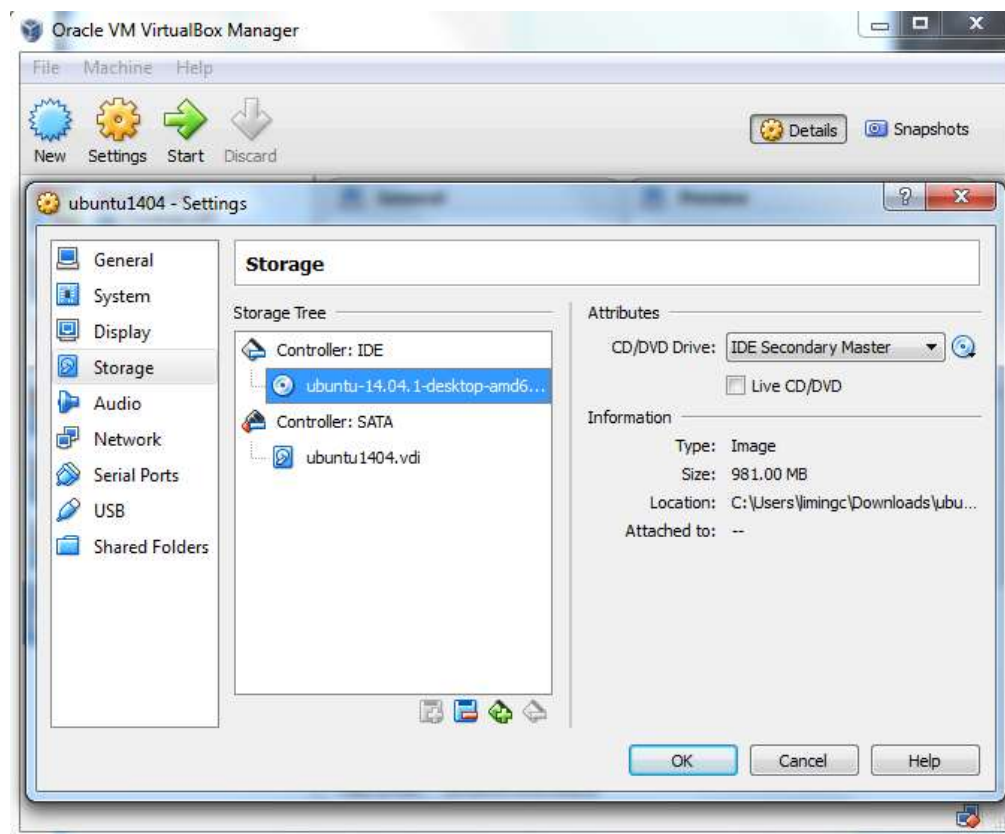 Oracle VM VirtualBox Manager
File Machine Help
New Settings Start Discard
Details Snapshots
ubuntu1404 - Settings
General
System
Display
Storage
Audio
Network
Serial Ports
USB
Shared Folders
Storage
Storage Tree
Controller: IDE
ubuntu-14.04.1-desktop-amd6...
Controller: SATA
ubuntu1404.vdi
Attributes
CD/DVD Drive: IDE Secondary Master
Live CD/DVD
Information
Type: Image
Size: 981.00 MB
Location: C:\Users\limingc\Downloads\ubu...
Attached to: --
OK Cancel Help